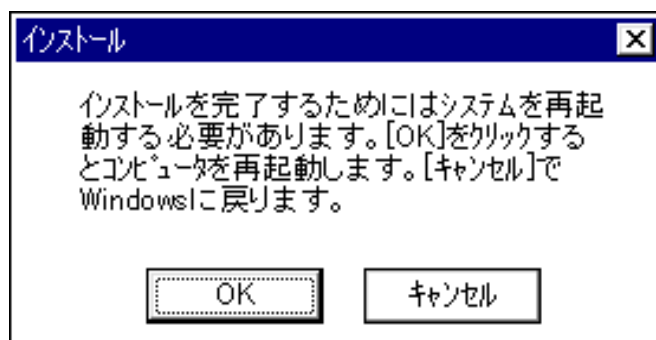 インストール
インストールを完了するためにはシステムを再起
動する必要があります。[OK]をクリックする
とコンピュータを再起動します。[キャンセル]で
Windowsに戻ります。
OK
キャンセル